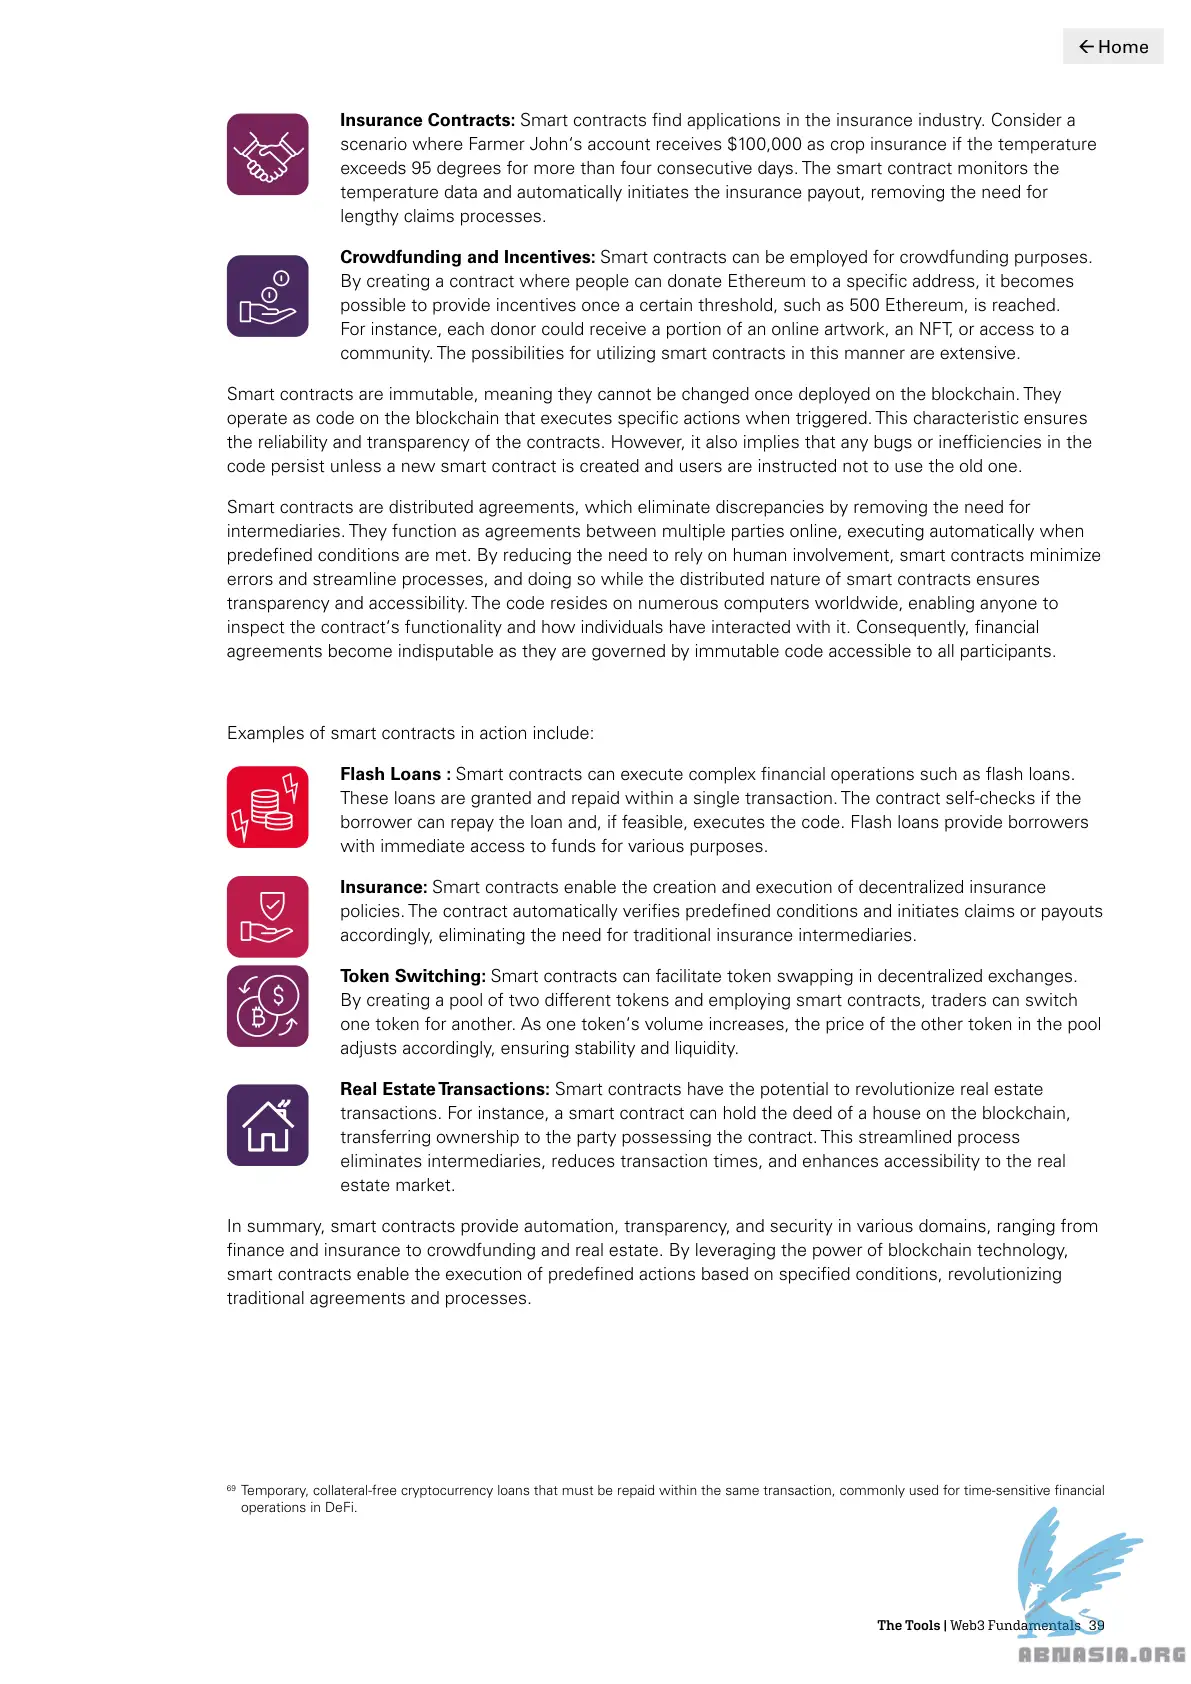 ← Home
Insurance Contracts: Smart contracts find applications in the insurance industry. Consider a
scenario where Farmer John‘s account receives $100,000 as crop insurance if the temperature
exceeds 95 degrees for more than four consecutive days. The smart contract monitors the
temperature data and automatically initiates the insurance payout, removing the need for
lengthy claims processes.
Crowdfunding and Incentives: Smart contracts can be employed for crowdfunding purposes.
By creating a contract where people can donate Ethereum to a specific address, it becomes
possible to provide incentives once a certain threshold, such as 500 Ethereum, is reached.
For instance, each donor could receive a portion of an online artwork, an NFT, or access to a
community. The possibilities for utilizing smart contracts in this manner are extensive.
Smart contracts are immutable, meaning they cannot be changed once deployed on the blockchain. They
operate as code on the blockchain that executes specific actions when triggered. This characteristic ensures
the reliability and transparency of the contracts. However, it also implies that any bugs or inefficiencies in the
code persist unless a new smart contract is created and users are instructed not to use the old one.
Smart contracts are distributed agreements, which eliminate discrepancies by removing the need for
intermediaries. They function as agreements between multiple parties online, executing automatically when
predefined conditions are met. By reducing the need to rely on human involvement, smart contracts minimize
errors and streamline processes, and doing so while the distributed nature of smart contracts ensures
transparency and accessibility. The code resides on numerous computers worldwide, enabling anyone to
inspect the contract‘s functionality and how individuals have interacted with it. Consequently, financial
agreements become indisputable as they are governed by immutable code accessible to all participants.
Examples of smart contracts in action include:
Flash Loans : Smart contracts can execute complex financial operations such as flash loans.
These loans are granted and repaid within a single transaction. The contract self-checks if the
borrower can repay the loan and, if feasible, executes the code. Flash loans provide borrowers
with immediate access to funds for various purposes.
Insurance: Smart contracts enable the creation and execution of decentralized insurance
policies. The contract automatically verifies predefined conditions and initiates claims or payouts
accordingly, eliminating the need for traditional insurance intermediaries.
Token Switching: Smart contracts can facilitate token swapping in decentralized exchanges.
By creating a pool of two different tokens and employing smart contracts, traders can switch
one token for another. As one token‘s volume increases, the price of the other token in the pool
adjusts accordingly, ensuring stability and liquidity.
Real Estate Transactions: Smart contracts have the potential to revolutionize real estate
transactions. For instance, a smart contract can hold the deed of a house on the blockchain,
transferring ownership to the party possessing the contract. This streamlined process
eliminates intermediaries, reduces transaction times, and enhances accessibility to the real
estate market.
In summary, smart contracts provide automation, transparency, and security in various domains, ranging from
finance and insurance to crowdfunding and real estate. By leveraging the power of blockchain technology,
smart contracts enable the execution of predefined actions based on specified conditions, revolutionizing
traditional agreements and processes.
69 Temporary, collateral-free cryptocurrency loans that must be repaid within the same transaction, commonly used for time-sensitive financial
operations in DeFi.
The Tools | Web3 Fundamentals 39
ABNASIA.ORG